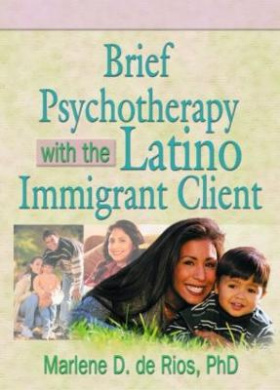 Brief
Psychotherapy
with the Latino
Immigrant Client
Marlene D. de Rios, PhD